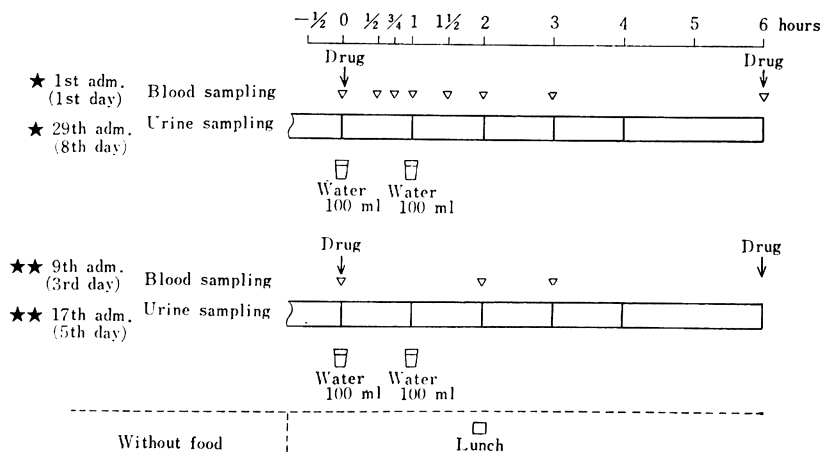 −½ 0 ½ ¾ 1 1½ 2 3 4 5 6 hours
Drug Drug
★ 1st adm. Blood sampling
(1st day)
★ 29th adm. Urine sampling
(8th day)
Water Water
100 ml 100 ml
Drug Drug
★★ 9th adm. Blood sampling
(3rd day)
★★ 17th adm. Urine sampling
(5th day)
Water Water
100 ml 100 ml
Without food Lunch